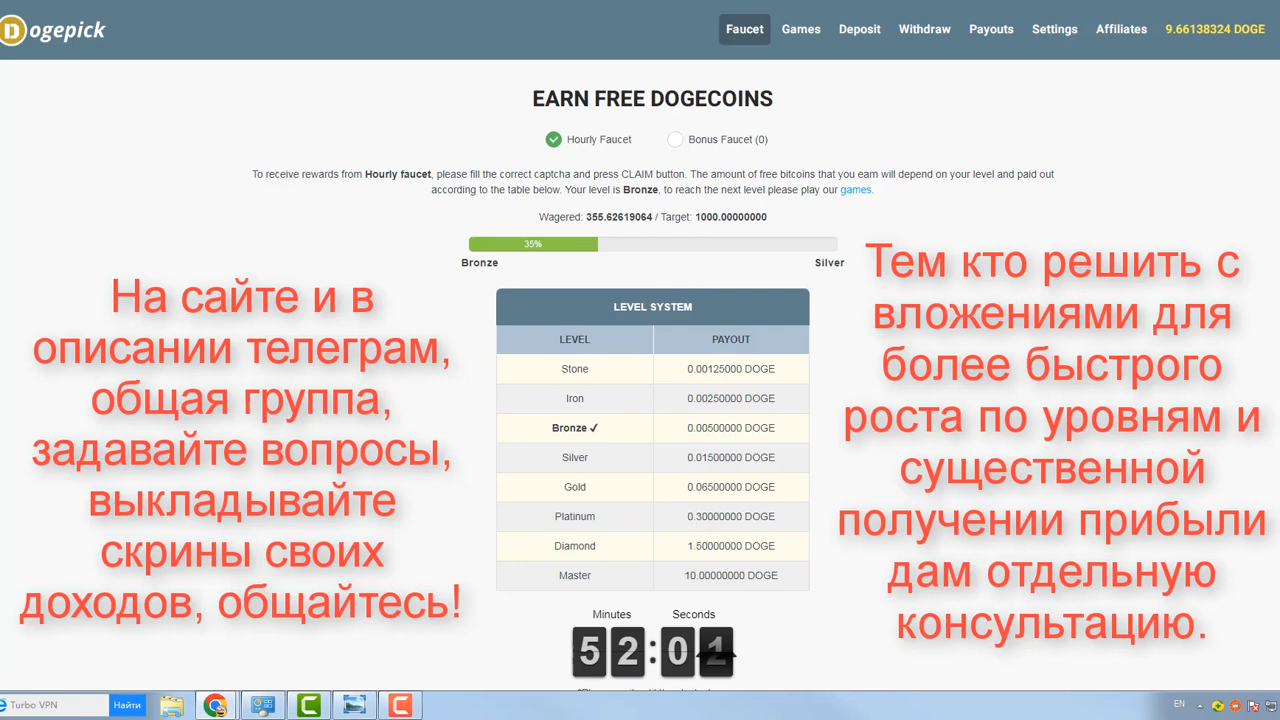 Dogepick
Faucet Games Deposit Withdraw Payouts Settings Affiliates 9.66138324 DOGE
EARN FREE DOGECOINS
Hourly Faucet Bonus Faucet (0)
To receive rewards from Hourly faucet, please fill the correct captcha and press CLAIM button. The amount of free bitcoins that you earn will depend on your level and paid out
according to the table below. Your level is Bronze, to reach the next level please play our games.
Wagered: 355.62619064 / Target: 1000.00000000
35%
Bronze Silver
LEVEL SYSTEM
LEVEL PAYOUT
Stone 0.00125000 DOGE
Iron 0.00250000 DOGE
Bronze ✓ 0.00500000 DOGE
Silver 0.01500000 DOGE
Gold 0.06500000 DOGE
Platinum 0.30000000 DOGE
Diamond 1.50000000 DOGE
Master 10.00000000 DOGE
Minutes Seconds
52:01
На сайте и в
описании телеграм,
общая группа,
задавайте вопросы,
выкладывайте
скрины своих
доходов, общайтесь!
Тем кто решить с
вложениями для
более быстрого
роста по уровням и
существенной
получении прибыли
дам отдельную
консультацию.
Turbo VPN Найти
EN